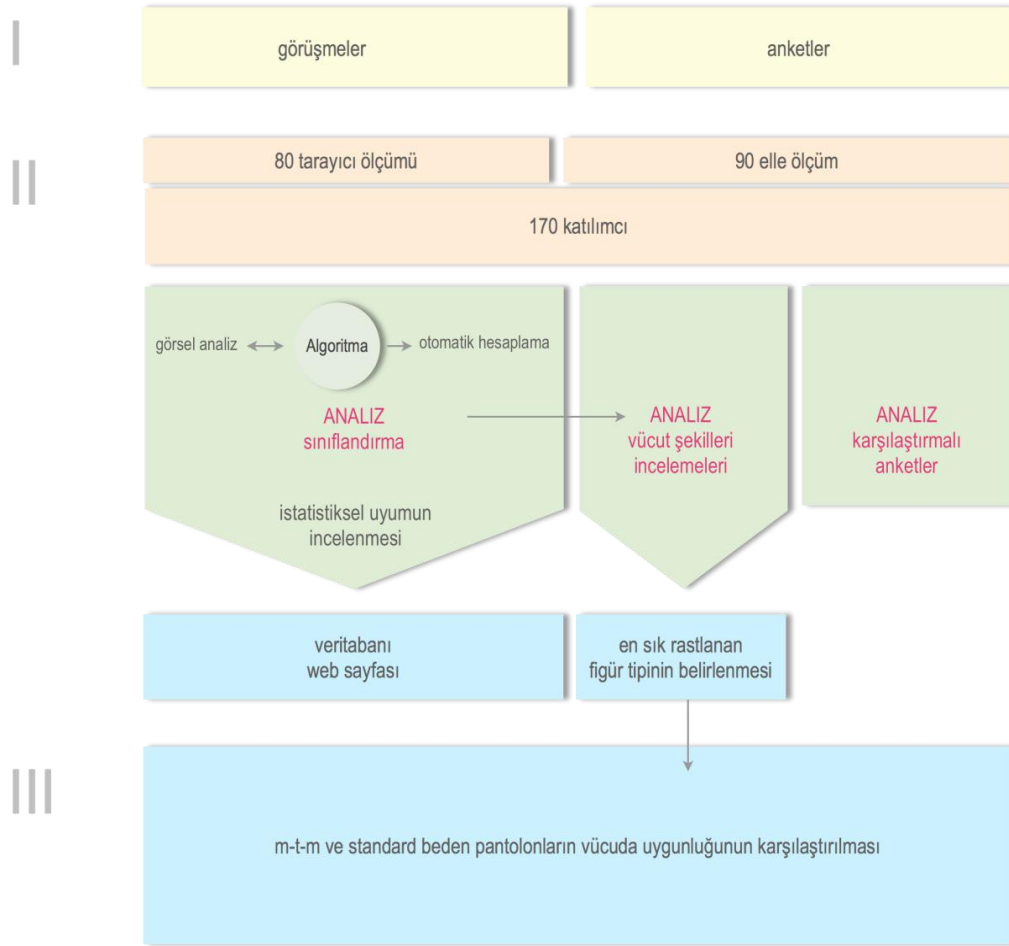 I
görüşmeler
anketler
II
80 tarayıcı ölçümü
90 elle ölçüm
170 katılımcı
görsel analiz
Algoritma
otomatik hesaplama
ANALIZ
sınıflandırma
ANALIZ
vücut şekilleri
incelemeleri
ANALIZ
karşılaştırmalı
anketler
istatistiksel uyumun
incelenmesi
veritabanı
web sayfası
en sık rastlanan
figür tipinin belirlenmesi
III
m-t-m ve standard beden pantolonların vücuda uygunluğunun karşılaştırılması